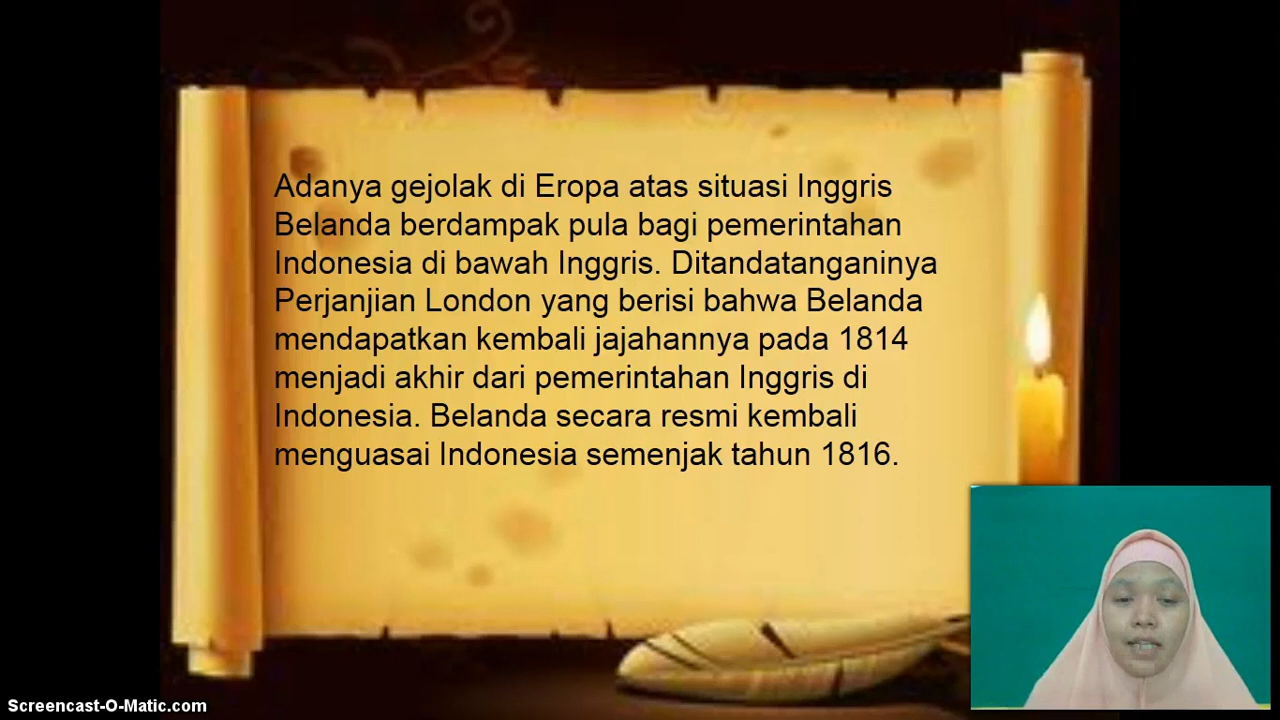 Adanya gejolak di Eropa atas situasi Inggris
Belanda berdampak pula bagi pemerintahan
Indonesia di bawah Inggris. Ditandatanganinya
Perjanjian London yang berisi bahwa Belanda
mendapatkan kembali jajahannya pada 1814
menjadi akhir dari pemerintahan Inggris di
Indonesia. Belanda secara resmi kembali
menguasai Indonesia semenjak tahun 1816.
Screencast-O-Matic.com